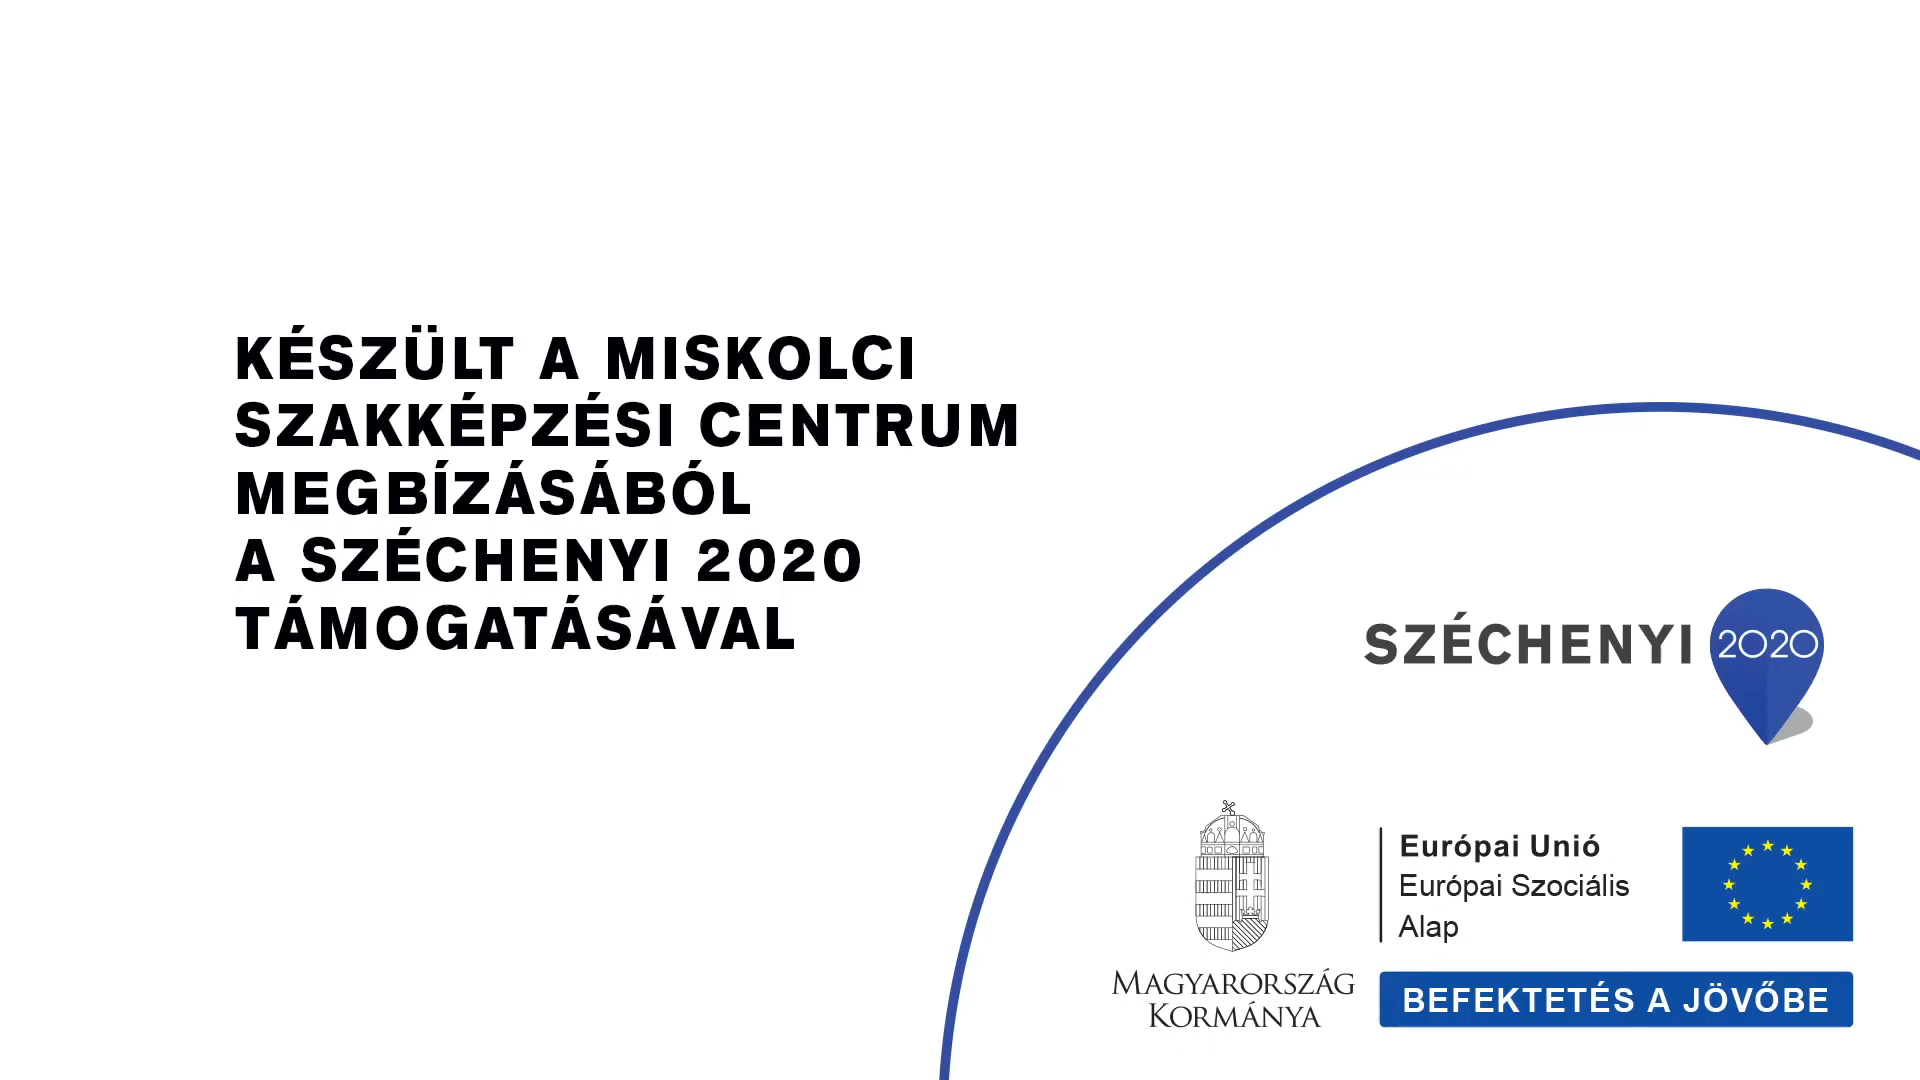 KÉSZÜLT A MISKOLCI
SZAKKÉPZÉSI CENTRUM
MEGBÍZÁSÁBÓL
A SZÉCHENYI 2020
TÁMOGATÁSÁVAL
SZÉCHENYI 2020
Európai Unió
Európai Szociális
Alap
MAGYARORSZÁG
KORMÁNYA
BEFEKTETÉS A JÖVŐBE